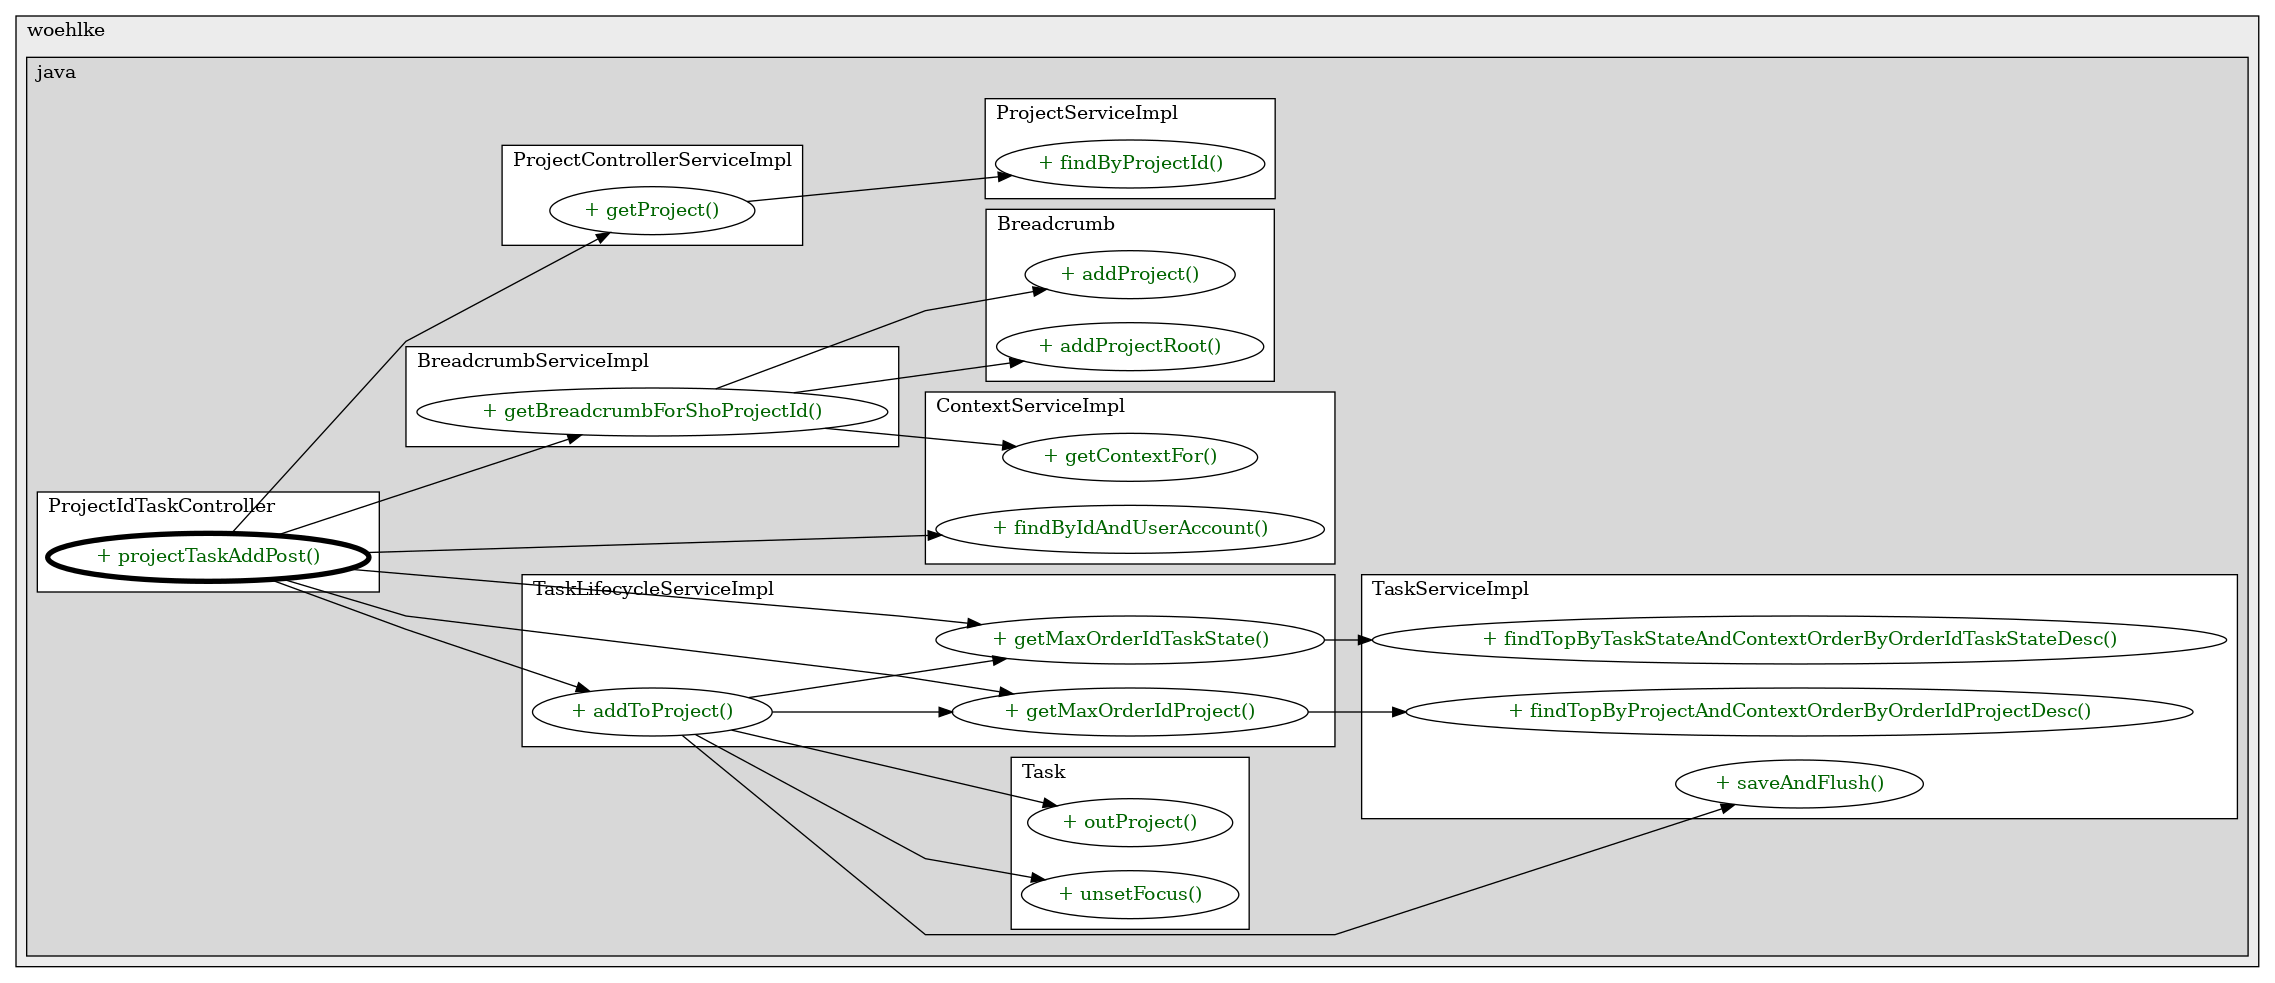 woehlke
java
ProjectServiceImpl
+ findByProjectId()
ProjectControllerServiceImpl
+ getProject()
Breadcrumb
+ addProject()
+ addProjectRoot()
BreadcrumbServiceImpl
+ getBreadcrumbForShoProjectId()
ContextServiceImpl
+ getContextFor()
+ findByIdAndUserAccount()
ProjectIdTaskController
+ projectTaskAddPost()
TaskLifecycleServiceImpl
+ getMaxOrderIdTaskState()
+ addToProject()
+ getMaxOrderIdProject()
TaskServiceImpl
+ findTopByTaskStateAndContextOrderByOrderIdTaskStateDesc()
+ findTopByProjectAndContextOrderByOrderIdProjectDesc()
+ saveAndFlush()
Task
+ outProject()
+ unsetFocus()